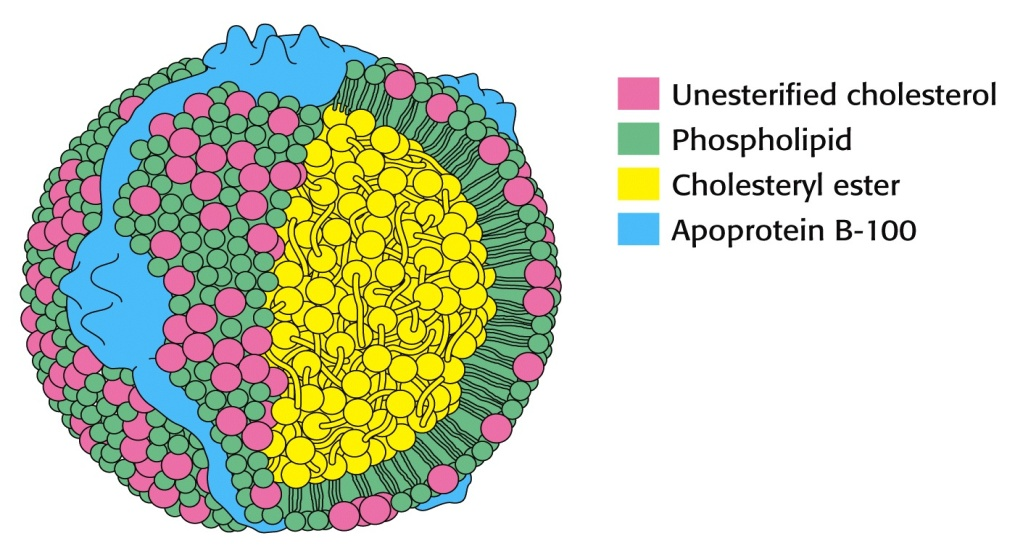 Unesterified cholesterol
Phospholipid
Cholesteryl ester
Apoprotein B-100